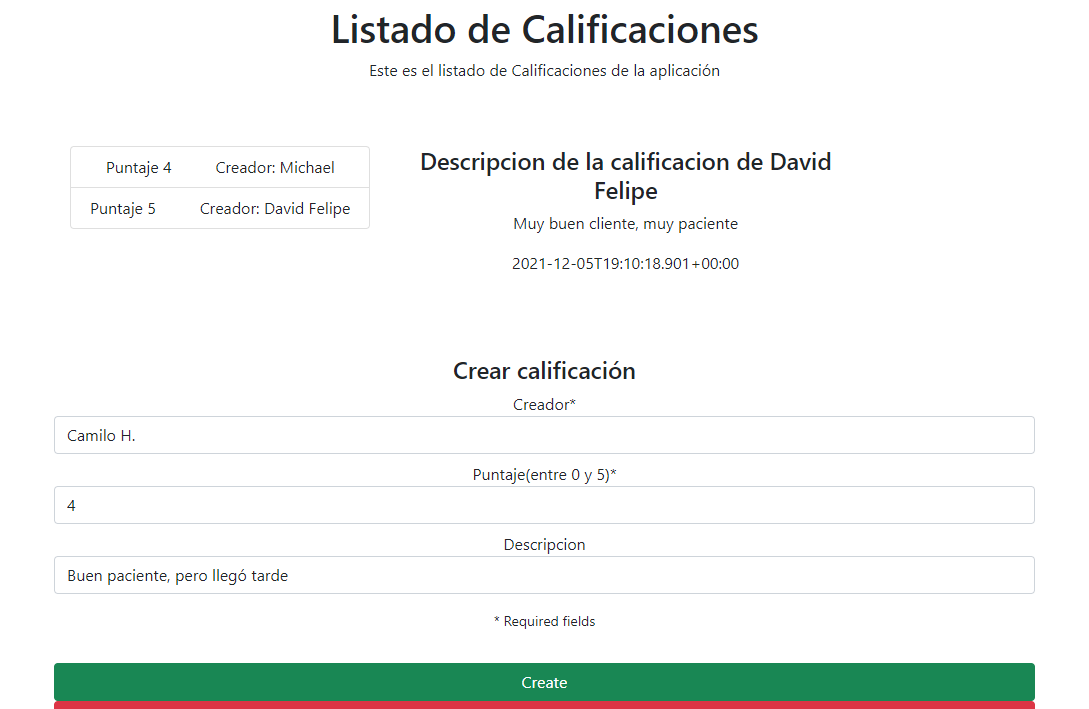 Listado de Calificaciones
Este es el listado de Calificaciones de la aplicación
Puntaje 4 Creador: Michael
Puntaje 5 Creador: David Felipe
Descripcion de la calificacion de David
Felipe
Muy buen cliente, muy paciente
2021-12-05T19:10:18.901+00:00
Crear calificación
Creador*
Camilo H.
Puntaje(entre 0 y 5)*
4
Descripcion
Buen paciente, pero llegó tarde
* Required fields
Create